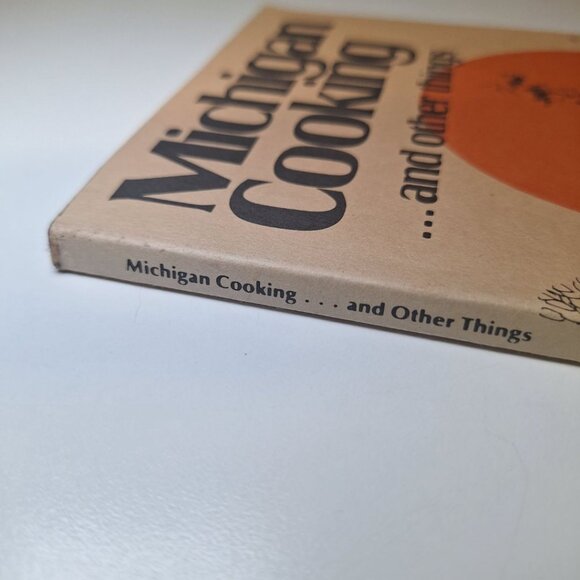 Michigan
Cooking
...and other things
Michigan Cooking . . . and Other Things